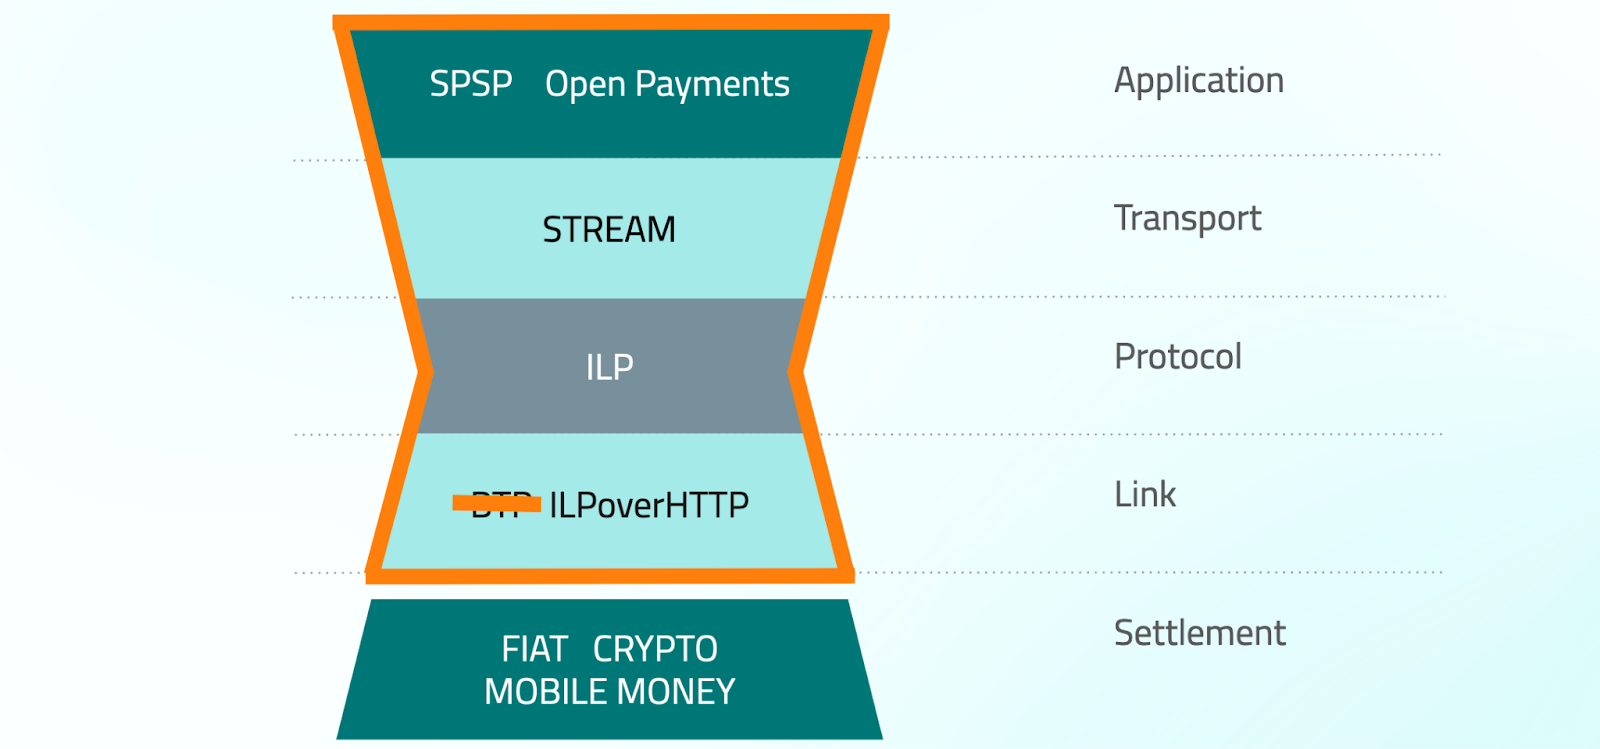 SPSP Open Payments Application
STREAM Transport
ILP Protocol
BTP ILPoverHTTP Link
FIAT CRYPTO Settlement
MOBILE MONEY